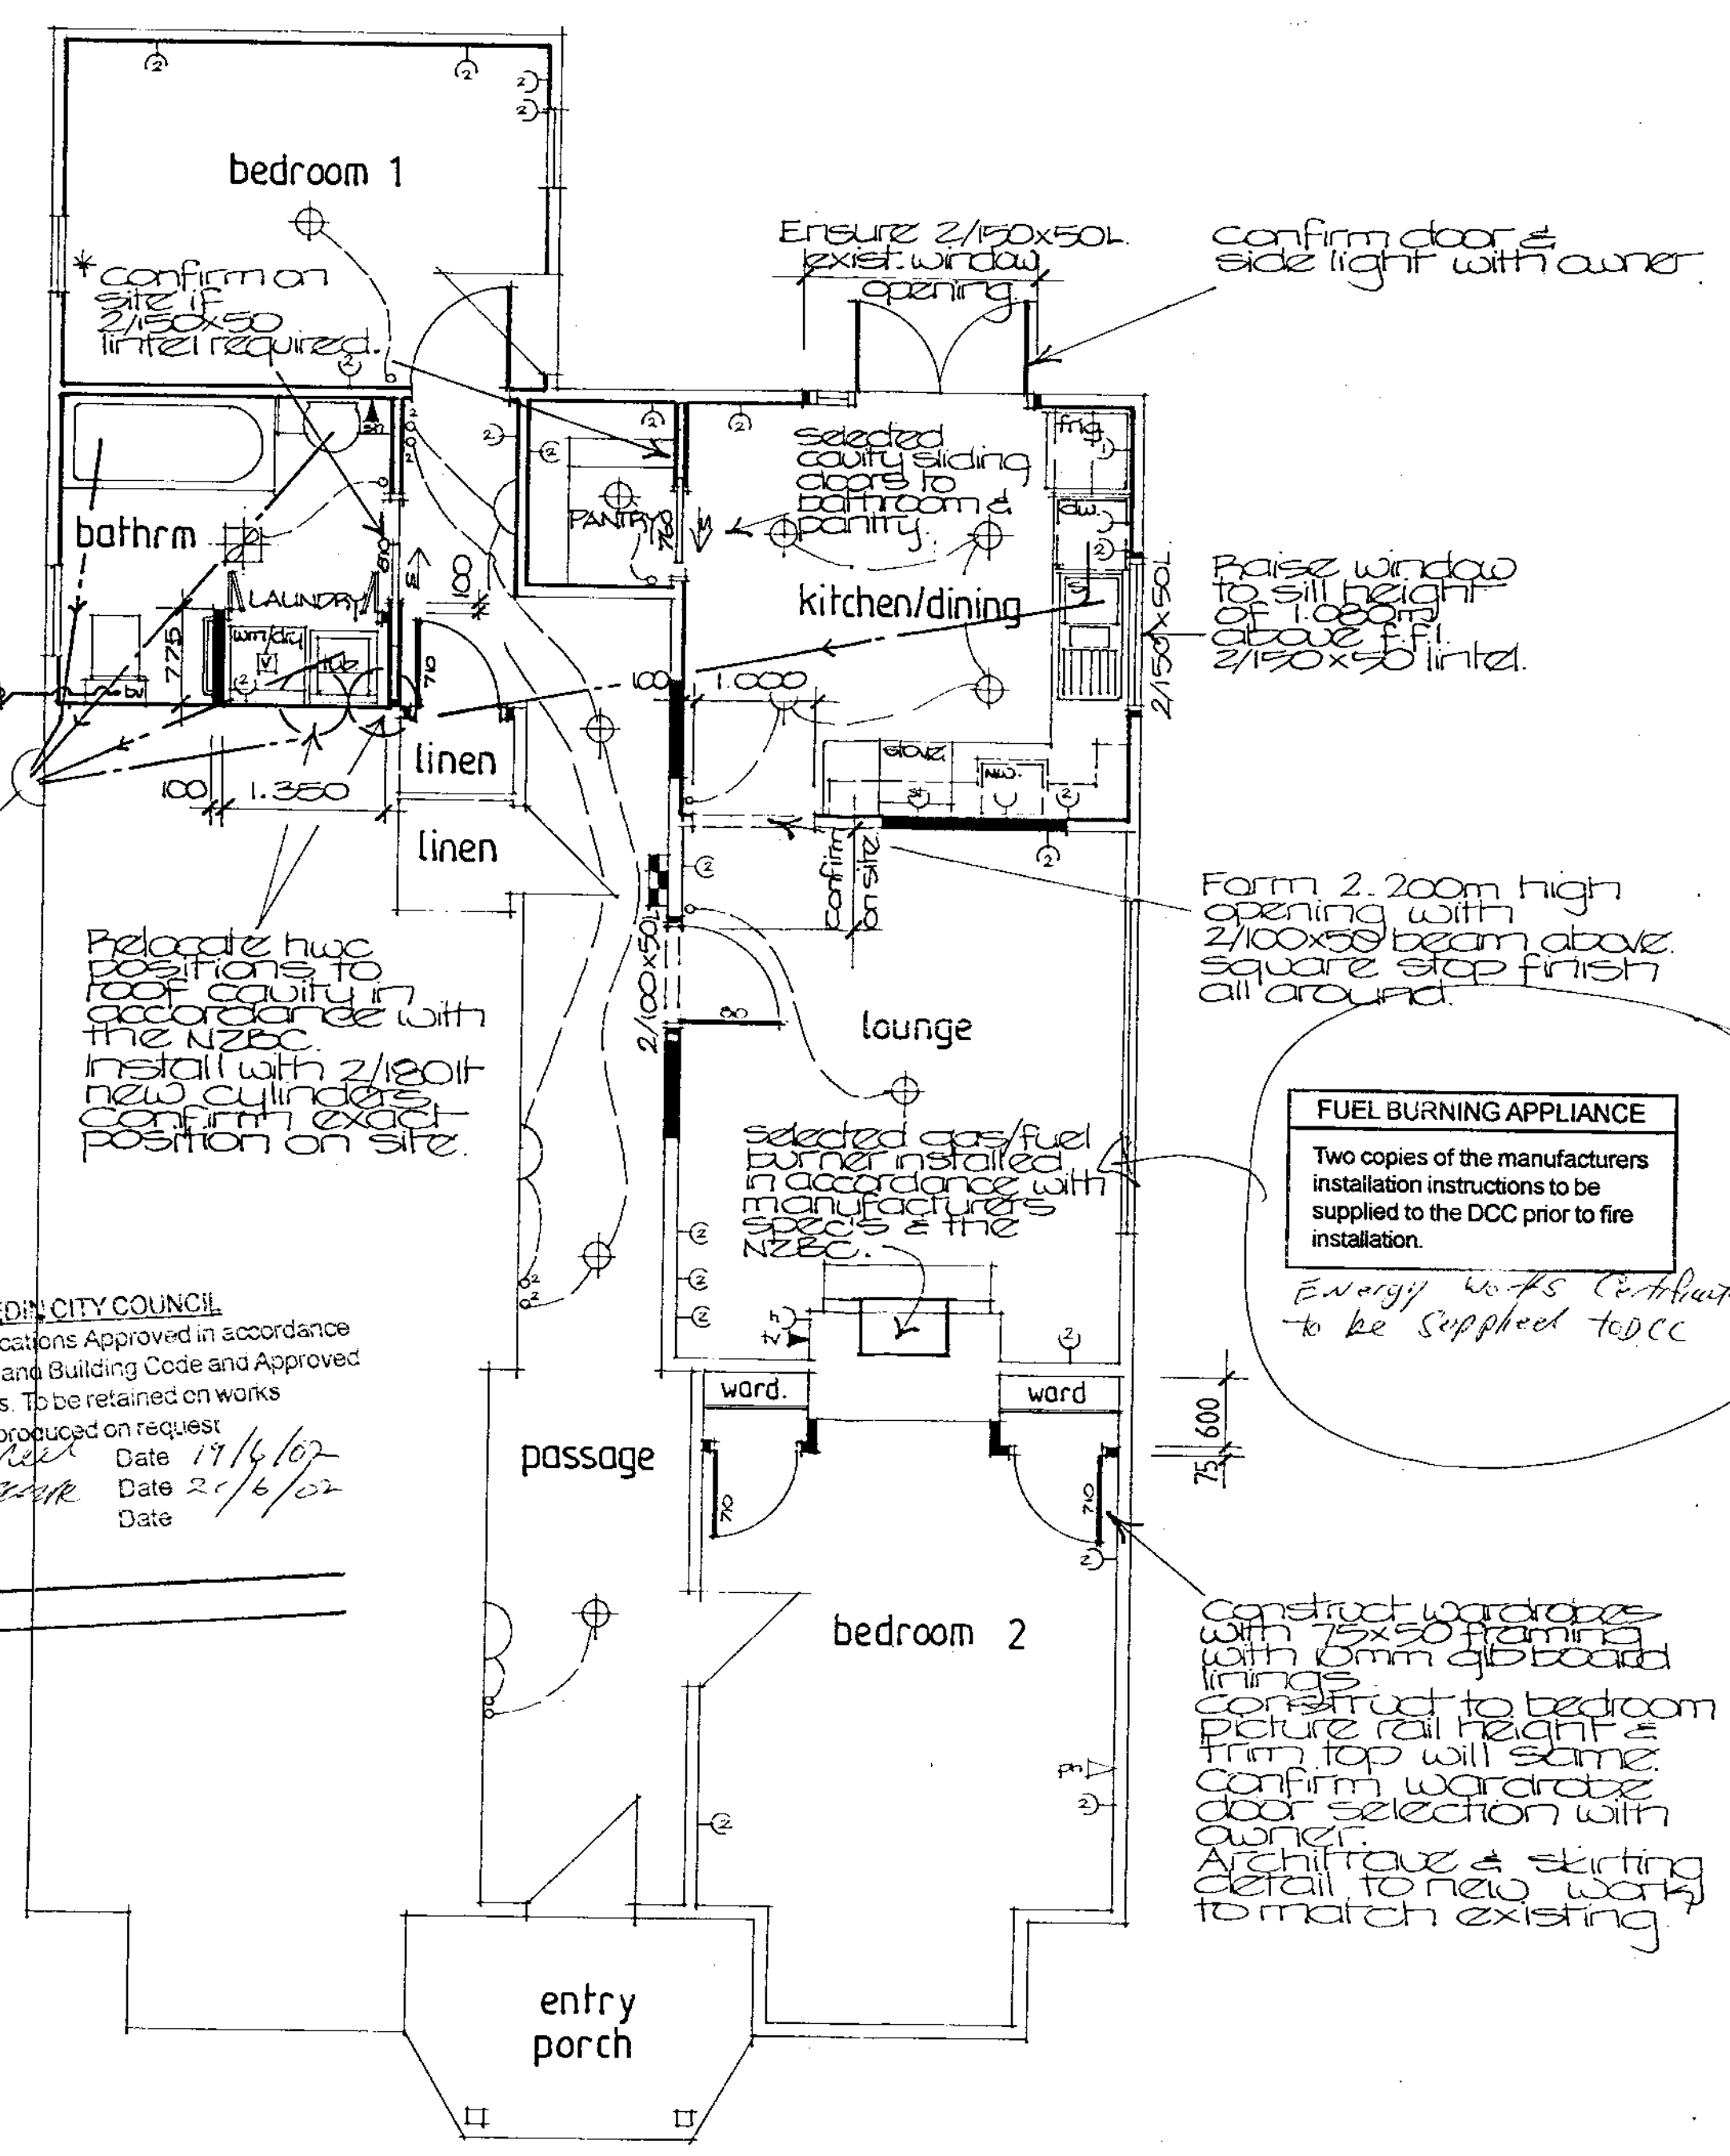 bedroom 1
* confirm on
site if
2/150x50
lintel required.
Ensure 2/150x50L.
exist. window
opening.
Confirm door &
side light with owner.
bathrm
LAUNDRY
wm/dry
V
tub
775
810
S
100
710
100
1.350
linen
linen
PANTRY
760
S
Selected
cavity sliding
doors to
bathroom &
pantry.
frig
dw.
kitchen/dining
100
1.000
stove
MW.
2/150x50L
Raise window
to sill height
of 1.080m
above f.f.l.
2/150x50 lintel.
Confirm
on site
Form 2.200m high
opening with
2/100x50 beam above.
square stop finish
all around.
Relocate hwc
positions to
roof cavity in
accordance with
the NZBC.
Install with 2/180lt
new cylinders
Confirm exact
position on site.
2/100x50L
lounge
Selected gas/fuel
burner installed
in accordance with
manufacturers
spec's & the
NZBC.
FUEL BURNING APPLIANCE
Two copies of the manufacturers
installation instructions to be
supplied to the DCC prior to fire
installation.
Energy Works Certificate
to be Supplied to DCC
EDIN CITY COUNCIL
cations Approved in accordance
and Building Code and Approved
s. To be retained on works
produced on request
Date 19/6/02
Date 21/6/02
Date
tv
ward.
ward
600
75
710
710
passage
bedroom 2
ph
Construct wardrobes
with 75x50 framing
with 10mm gib board
linings.
Construct to bedroom
picture rail height &
trim top will same.
Confirm wardrobe
door selection with
owner.
Architrave & skirting
detail to new work
to match existing.
entry
porch